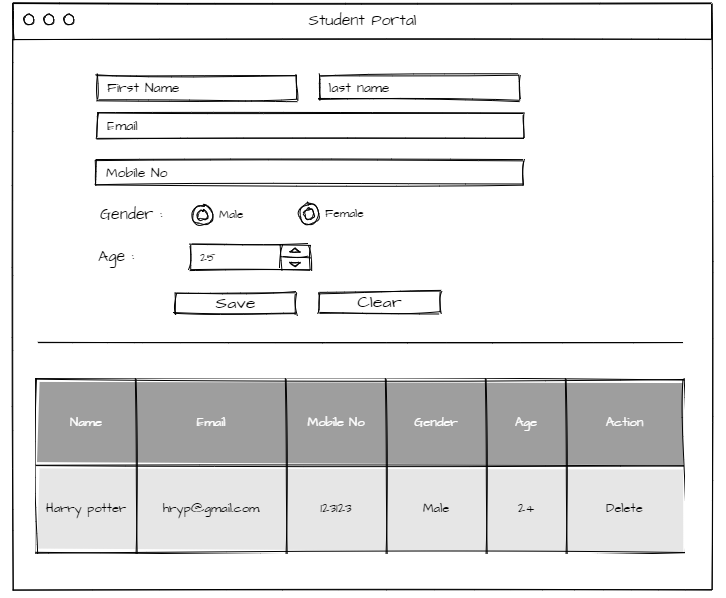 Student Portal
First Name last name
Email
Mobile No
Gender : Male Female
Age : 25
Save Clear
Name Email Mobile No Gender Age Action
Harry potter hryp@gmail.com 123123 Male 24 Delete